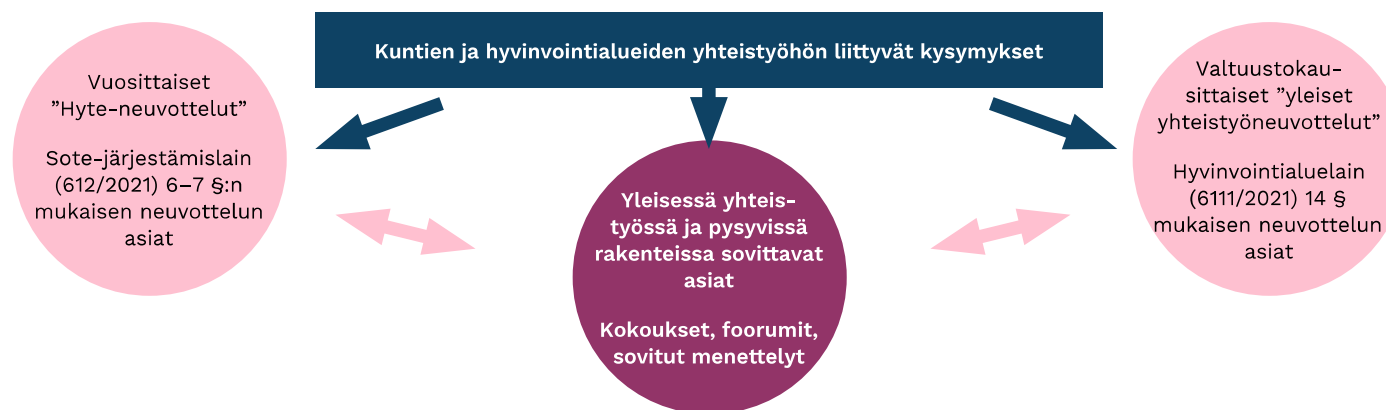 Kuntien ja hyvinvointialueiden yhteistyöhön liittyvät kysymykset
Vuosittaiset
”Hyte-neuvottelut”
Sote-järjestämislain
(612/2021) 6–7 §:n
mukaisen neuvottelun
asiat
Yleisessä yhteis-
työssä ja pysyvissä
rakenteissa sovittavat
asiat
Kokoukset, foorumit,
sovitut menettelyt
Valtuustokau-
sittaiset ”yleiset
yhteistyöneuvottelut”
Hyvinvointialuelain
(6111/2021) 14 §
mukaisen neuvottelun
asiat